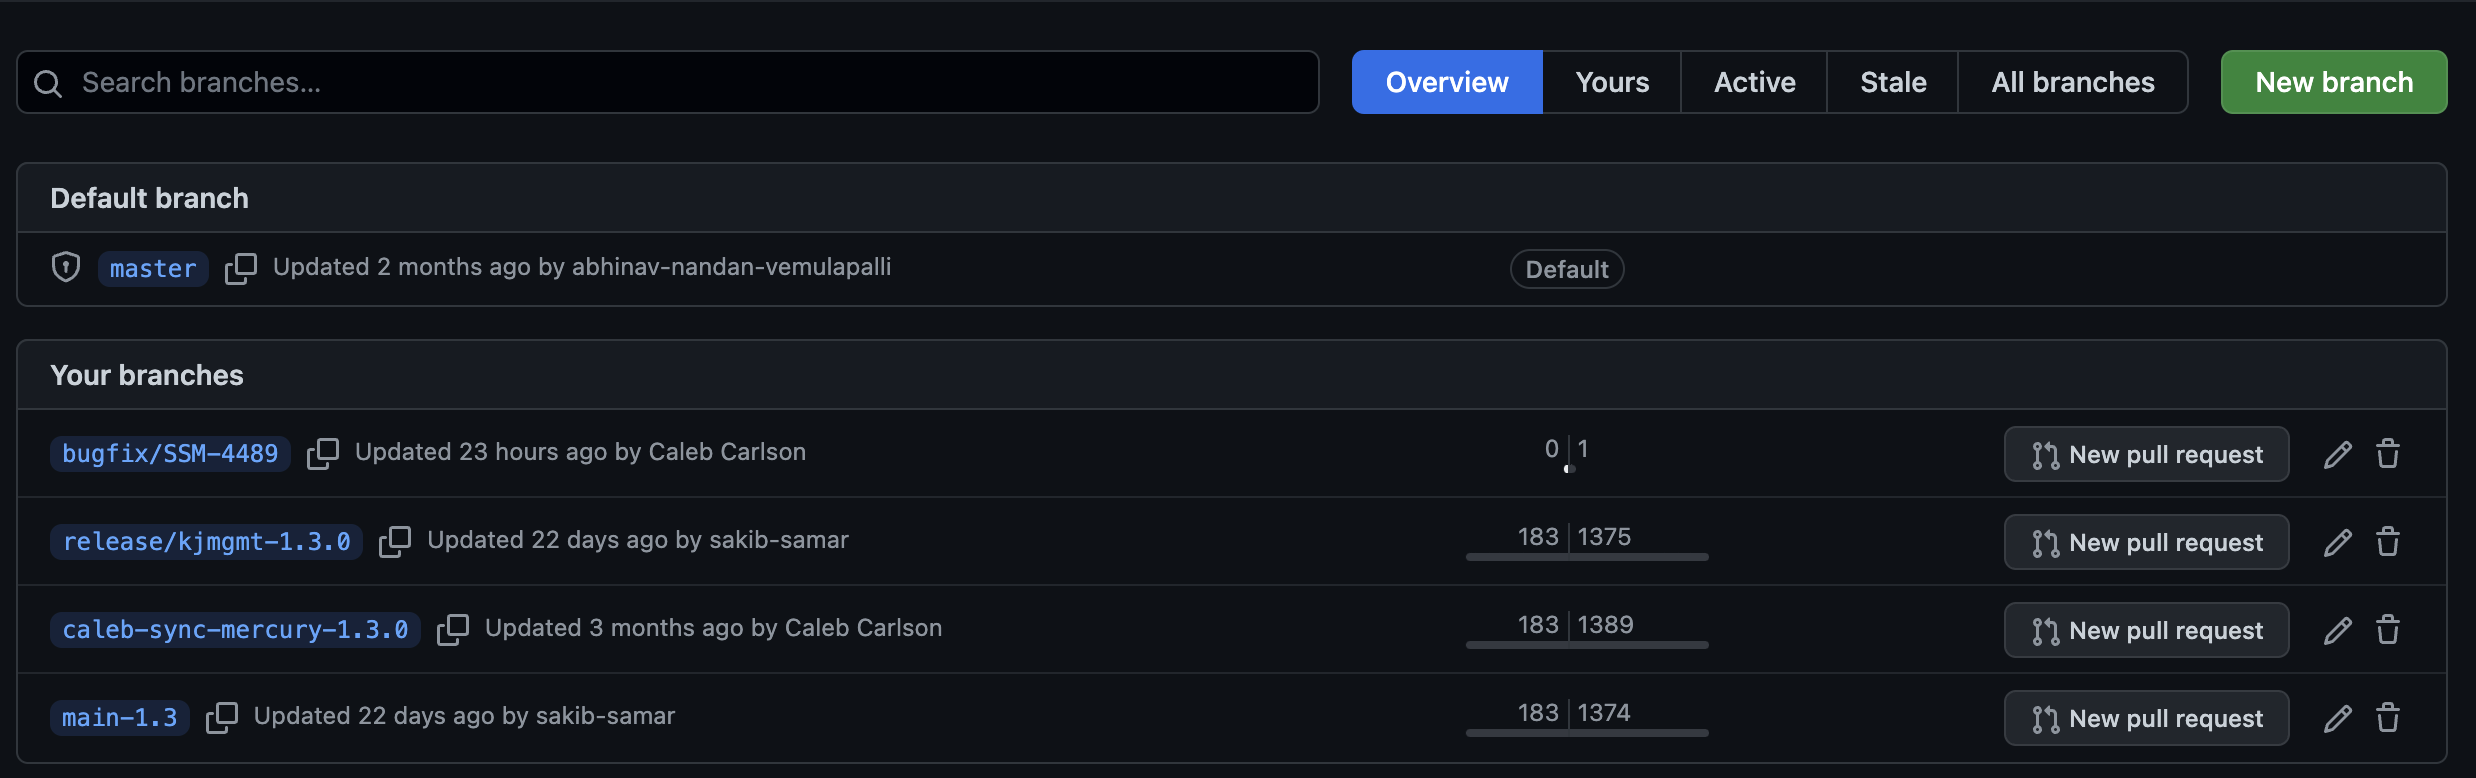 Search branches... Overview Yours Active Stale All branches New branch
Default branch
master Updated 2 months ago by abhinav-nandan-vemulapalli Default
Your branches
bugfix/SSM-4489 Updated 23 hours ago by Caleb Carlson 0 1 New pull request
release/kjmgmt-1.3.0 Updated 22 days ago by sakib-samar 183 1375 New pull request
caleb-sync-mercury-1.3.0 Updated 3 months ago by Caleb Carlson 183 1389 New pull request
main-1.3 Updated 22 days ago by sakib-samar 183 1374 New pull request